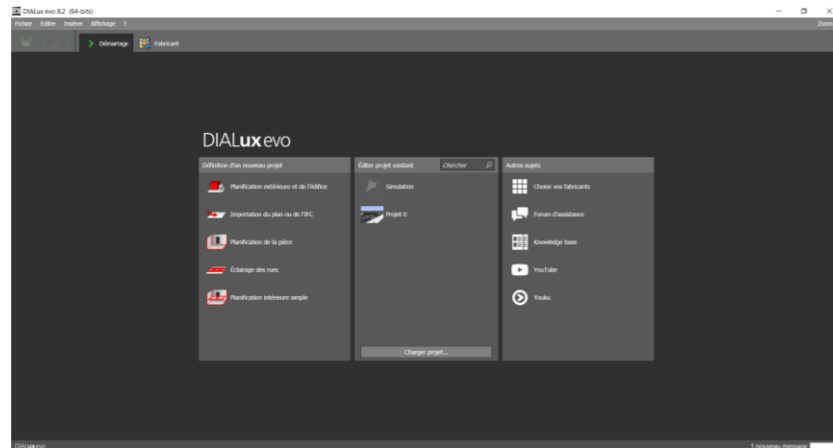 DIALux evo 8.2 (64-bits)
Fichier Editer Insérer Affichage ?
Zoom
Démarrage Fabricant
DIALux evo
Définition d'un nouveau projet
Planification extérieure et de l'édifice
Importation du plan ou de l'IFC
Planification de la pièce
Éclairage des rues
Planification intérieure simple
Éditer projet existant Chercher
Simulation
Projet 0
Charger projet...
Autres sujets
Choisir vos fabricants
Forum d'assistance
Knowledge base
YouTube
Youku
DIALux evo
1 nouveau message